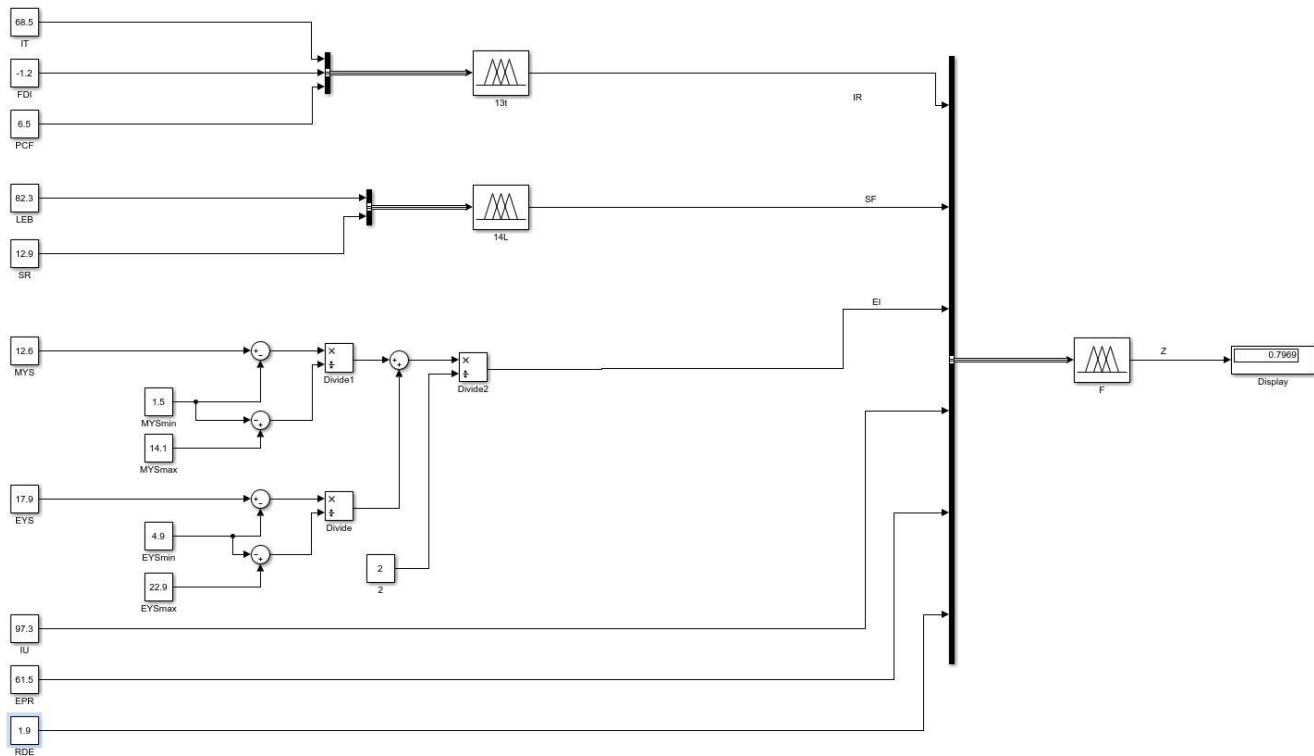 68.5
IT
-1.2
FDI
6.5
PCF
13t
IR
82.3
LEB
12.9
SR
14L
SF
12.6
MYS
1.5
MYSmin
14.1
MYSmax
+
−
−
+
×
÷
Divide1
+
+
×
÷
Divide2
EI
17.9
EYS
4.9
EYSmin
22.9
EYSmax
+
−
−
+
×
÷
Divide
2
2
97.3
IU
61.5
EPR
1.9
RDE
F
Z
0.7969
Display